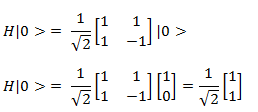 H|0 > = 1/√2 [1 1; 1 −1] |0 >
H|0 > = 1/√2 [1 1; 1 −1] [1; 0] = 1/√2 [1; 1]